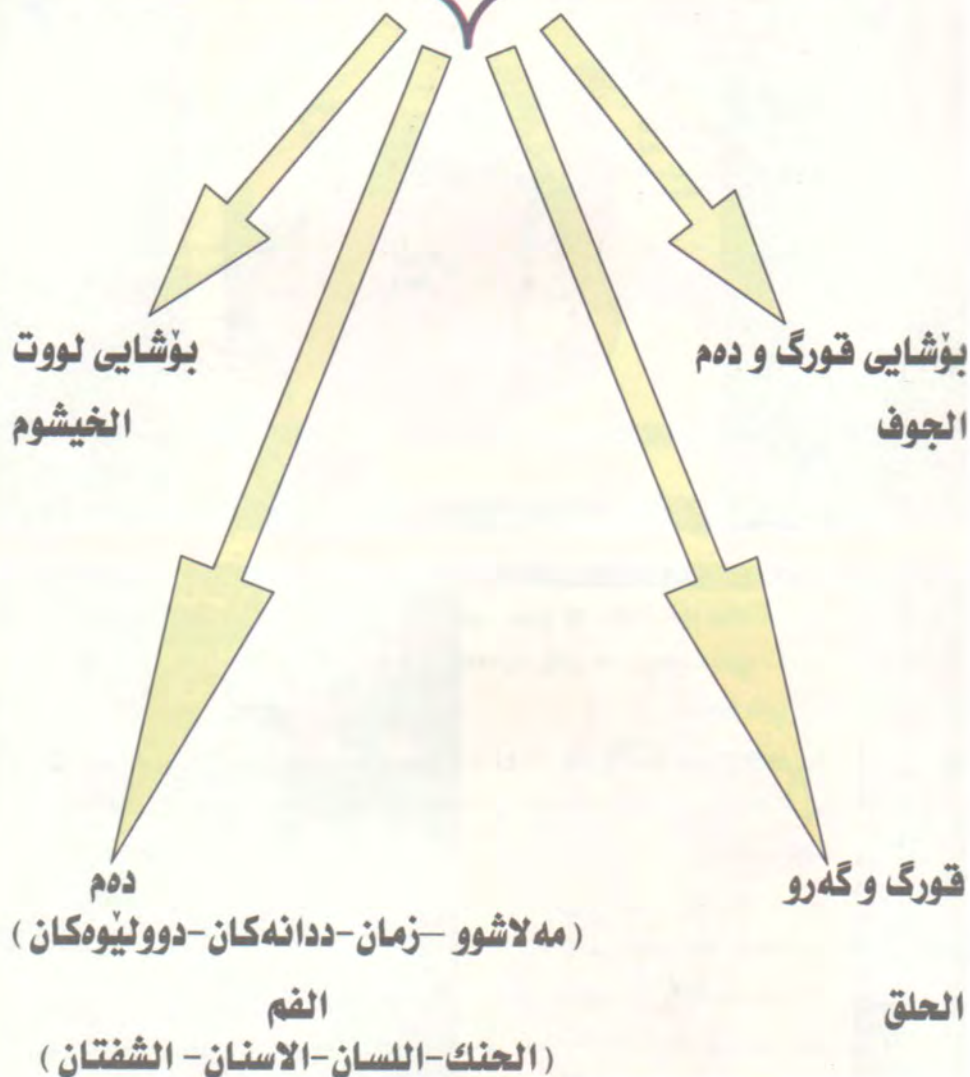 بۆشایی قورگ و دەم
الجوف
بۆشایی لووت
الخيشوم
قورگ و گەرو
الحلق
دەم
( مەلاشوو –زمان-ددانەکان-دوولێوەکان )
الفم
( الحنك-اللسان-الاسنان- الشفتان )